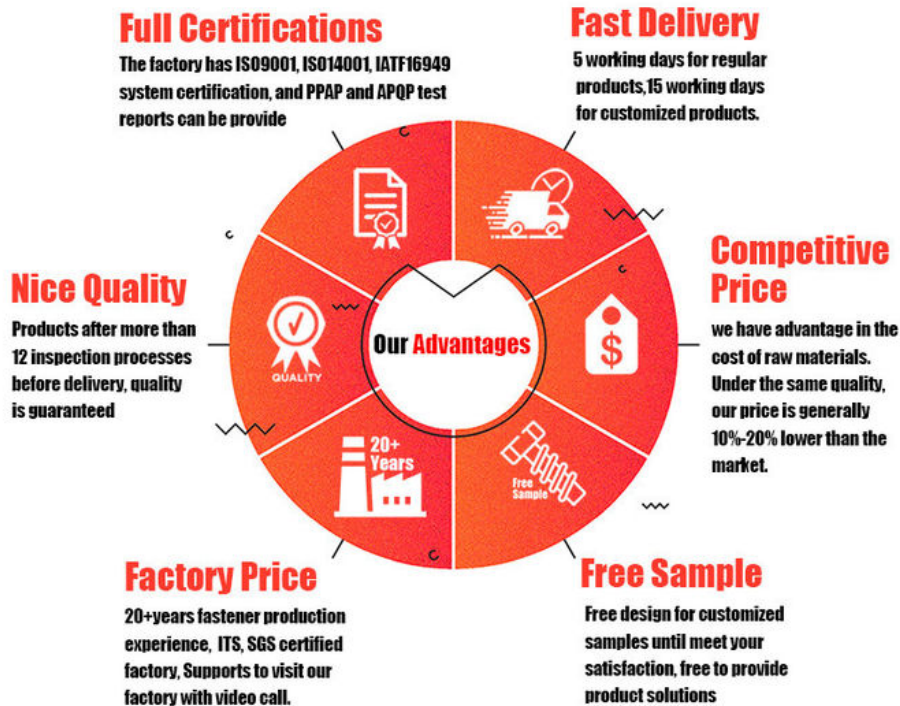 Full Certifications
The factory has ISO9001, ISO14001, IATF16949
system certification, and PPAP and APQP test
reports can be provide
Fast Delivery
5 working days for regular
products,15 working days
for customized products.
Nice Quality
Products after more than
12 inspection processes
before delivery, quality
is guaranteed
QUALITY
Our Advantages
$
Competitive
Price
we have advantage in the
cost of raw materials.
Under the same quality,
our price is generally
10%-20% lower than the
market.
20+
Years
Free
Sample
Factory Price
20+years fastener production
experience, ITS, SGS certified
factory, Supports to visit our
factory with video call.
Free Sample
Free design for customized
samples until meet your
satisfaction, free to provide
product solutions